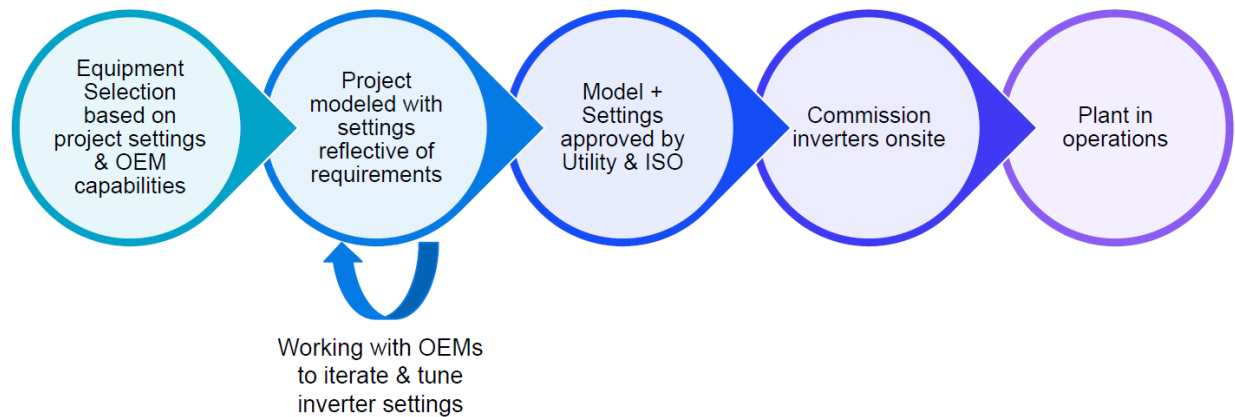 Equipment
Selection
based on
project settings
& OEM
capabilities
Project
modeled with
settings
reflective of
requirements
Model +
Settings
approved by
Utility & ISO
Commission
inverters onsite
Plant in
operations
Working with OEMs
to iterate & tune
inverter settings